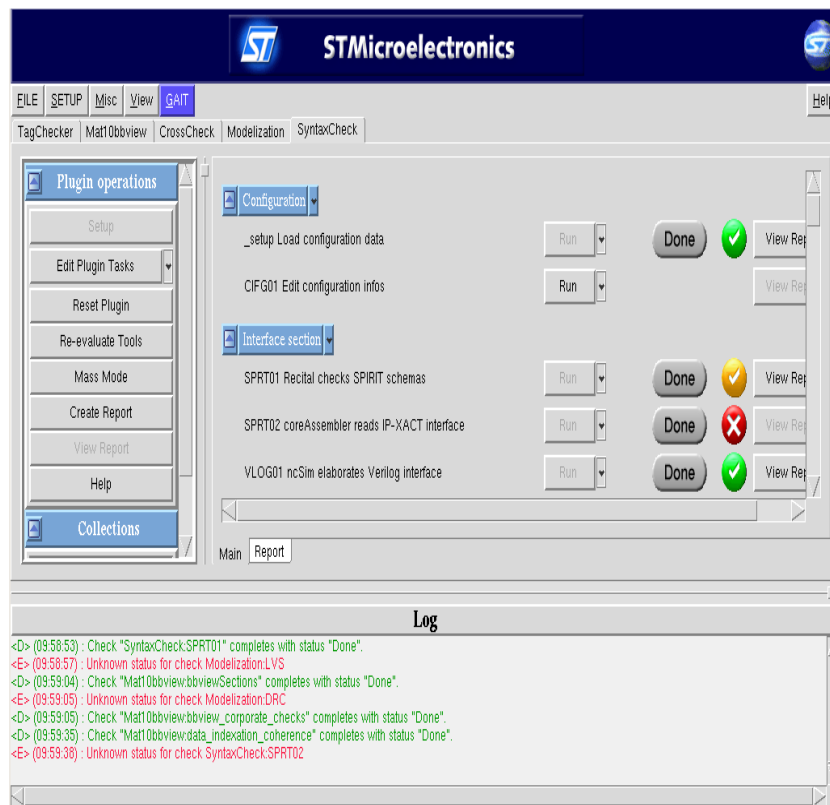 ST STMicroelectronics ST
FILE SETUP Misc View GAIT Help
TagChecker Mat10bbview CrossCheck Modelization SyntaxCheck
Plugin operations
Setup
Edit Plugin Tasks
Reset Plugin
Re-evaluate Tools
Mass Mode
Create Report
View Report
Help
Collections
Configuration
_setup Load configuration data Run Done View Rep
CIFG01 Edit configuration infos Run View Rep
Interface section
SPRT01 Recital checks SPIRIT schemas Run Done View Rep
SPRT02 coreAssembler reads IP-XACT interface Run Done View Rep
VLOG01 ncSim elaborates Verilog interface Run Done View Rep
Main Report
Log
<D> (09:58:53) : Check "SyntaxCheck:SPRT01" completes with status "Done".
<E> (09:58:57) : Unknown status for check Modelization:LVS
<D> (09:59:04) : Check "Mat10bbview:bbviewSections" completes with status "Done".
<E> (09:59:05) : Unknown status for check Modelization:DRC
<D> (09:59:05) : Check "Mat10bbview:bbview_corporate_checks" completes with status "Done".
<D> (09:59:35) : Check "Mat10bbview:data_indexation_coherence" completes with status "Done".
<E> (09:59:38) : Unknown status for check SyntaxCheck:SPRT02